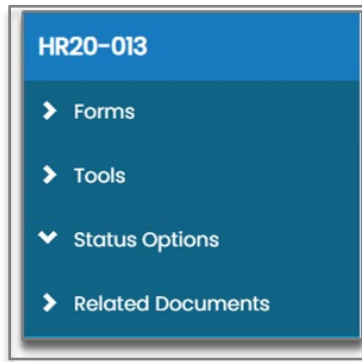 HR20-013
Forms
Tools
Status Options
Related Documents